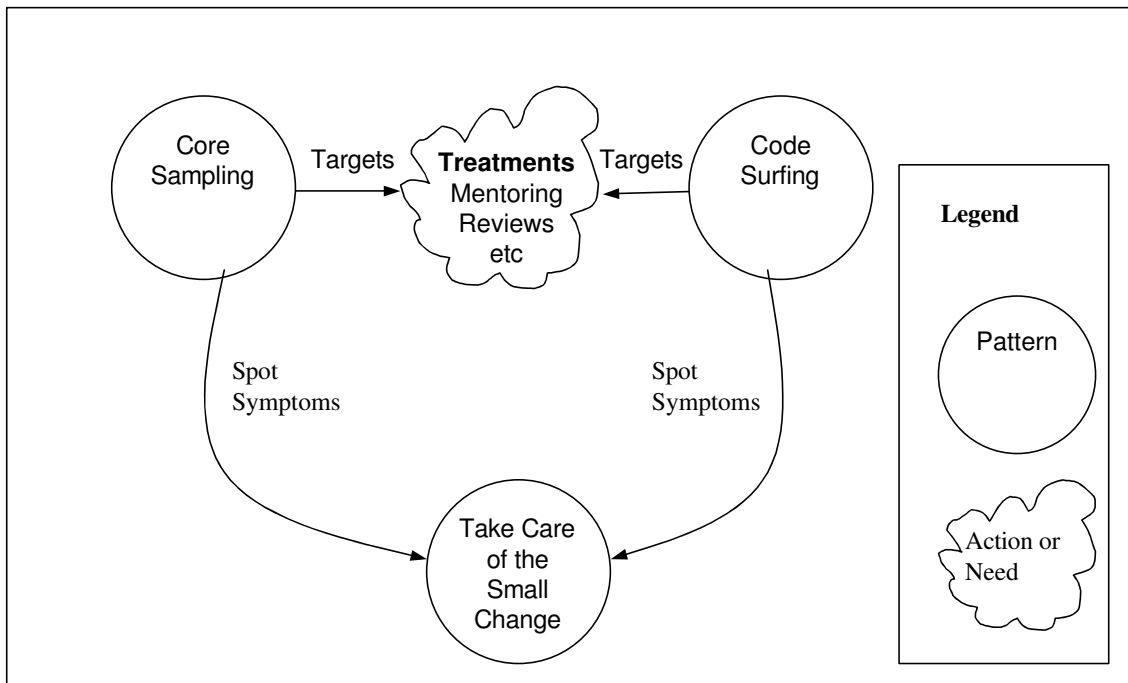 Core
Sampling
Targets
Treatments
Mentoring
Reviews
etc
Targets
Code
Surfing
Spot
Symptoms
Spot
Symptoms
Take Care
of the
Small
Change
Legend
Pattern
Action or
Need